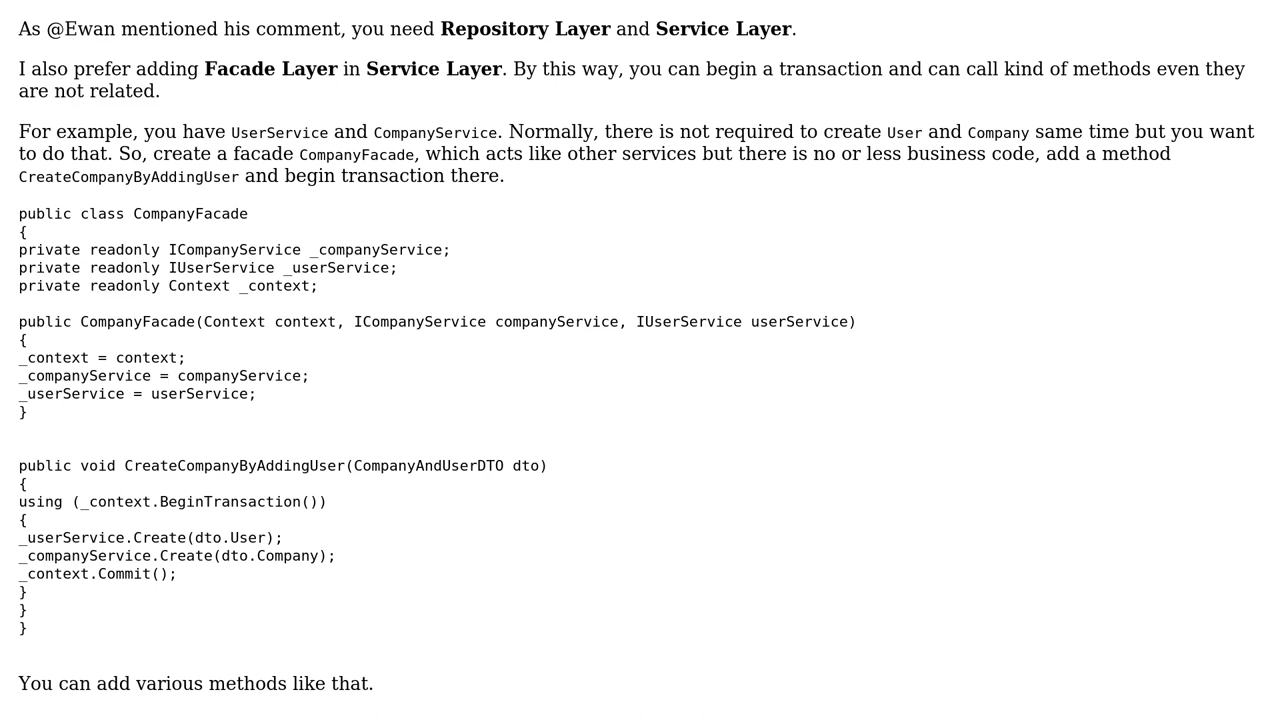 As @Ewan mentioned his comment, you need Repository Layer and Service Layer.
I also prefer adding Facade Layer in Service Layer. By this way, you can begin a transaction and can call kind of methods even they
are not related.
For example, you have UserService and CompanyService. Normally, there is not required to create User and Company same time but you want
to do that. So, create a facade CompanyFacade, which acts like other services but there is no or less business code, add a method
CreateCompanyByAddingUser and begin transaction there.
public class CompanyFacade
{
private readonly ICompanyService _companyService;
private readonly IUserService _userService;
private readonly Context _context;
public CompanyFacade(Context context, ICompanyService companyService, IUserService userService)
{
_context = context;
_companyService = companyService;
_userService = userService;
}
public void CreateCompanyByAddingUser(CompanyAndUserDTO dto)
{
using (_context.BeginTransaction())
{
_userService.Create(dto.User);
_companyService.Create(dto.Company);
_context.Commit();
}
}
}
You can add various methods like that.